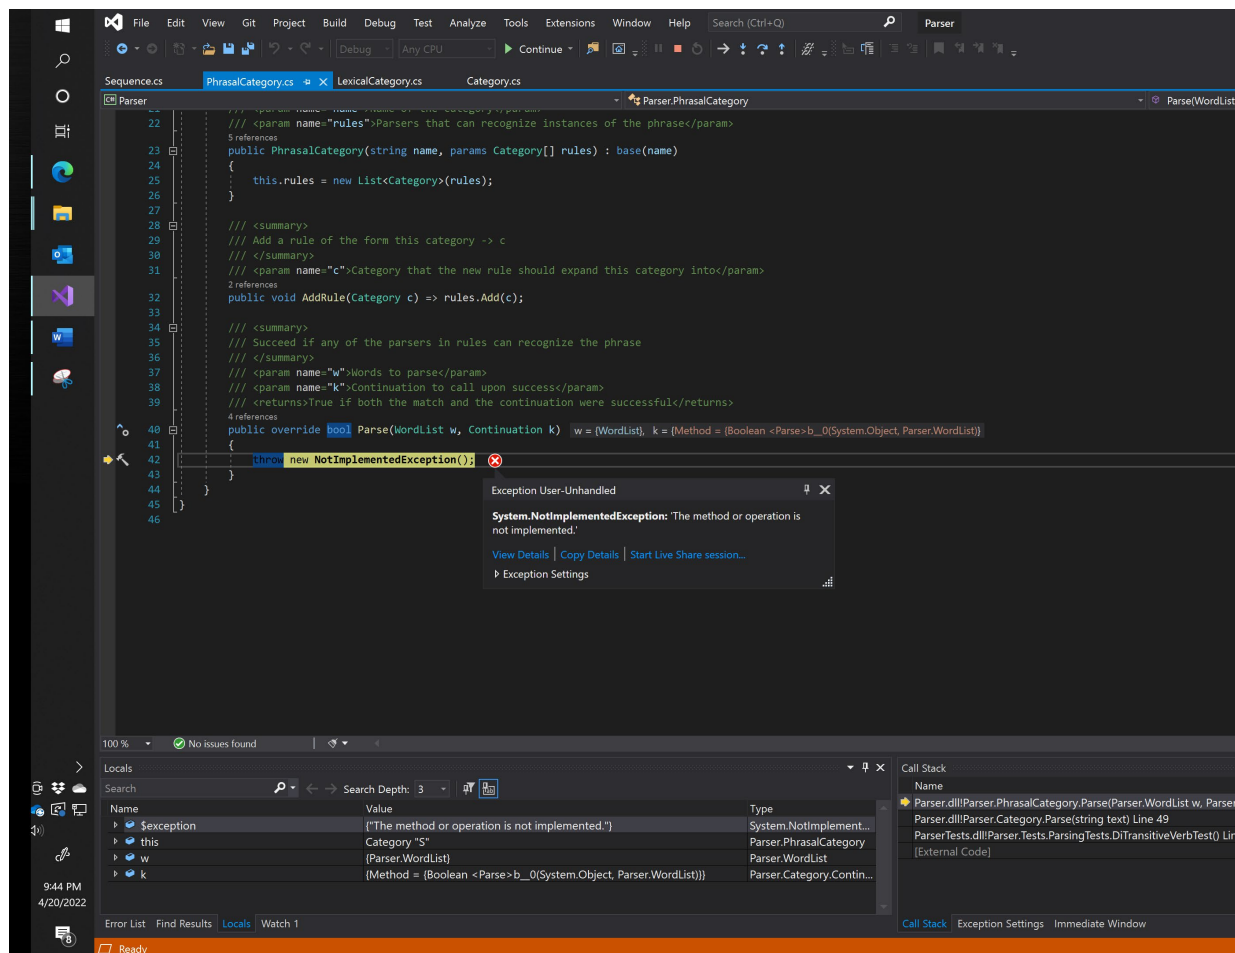 File Edit View Git Project Build Debug Test Analyze Tools Extensions Window Help Search (Ctrl+Q) Parser
Debug Any CPU Continue
Sequence.cs PhrasalCategory.cs LexicalCategory.cs Category.cs
C# Parser Parser.PhrasalCategory Parse(WordList
21 /// <param name="name">Name of the category</param>
22 /// <param name="rules">Parsers that can recognize instances of the phrase</param>
5 references
23 public PhrasalCategory(string name, params Category[] rules) : base(name)
24 {
25 this.rules = new List<Category>(rules);
26 }
27
28 /// <summary>
29 /// Add a rule of the form this category -> c
30 /// </summary>
31 /// <param name="c">Category that the new rule should expand this category into</param>
2 references
32 public void AddRule(Category c) => rules.Add(c);
33
34 /// <summary>
35 /// Succeed if any of the parsers in rules can recognize the phrase
36 /// </summary>
37 /// <param name="w">Words to parse</param>
38 /// <param name="k">Continuation to call upon success</param>
39 /// <returns>True if both the match and the continuation were successful</returns>
4 references
40 public override bool Parse(WordList w, Continuation k) w = {WordList}, k = {Method = {Boolean <Parse>b__0(System.Object, Parser.WordList)}
41 {
42 throw new NotImplementedException();
43 }
44 }
45 }
46
Exception User-Unhandled
System.NotImplementedException: 'The method or operation is
not implemented.'
View Details | Copy Details | Start Live Share session...
Exception Settings
100 % No issues found
Locals
Search Search Depth: 3
Name Value Type
$exception {"The method or operation is not implemented."} System.NotImplement...
this Category "S" Parser.PhrasalCategory
w {Parser.WordList} Parser.WordList
k {Method = {Boolean <Parse>b__0(System.Object, Parser.WordList)}} Parser.Category.Contin...
Error List Find Results Locals Watch 1
Call Stack
Name
Parser.dll!Parser.PhrasalCategory.Parse(Parser.WordList w, Parser
Parser.dll!Parser.Category.Parse(string text) Line 49
ParserTests.dll!Parser.Tests.ParsingTests.DiTransitiveVerbTest() Lin
[External Code]
Call Stack Exception Settings Immediate Window
9:44 PM
4/20/2022
8
Ready